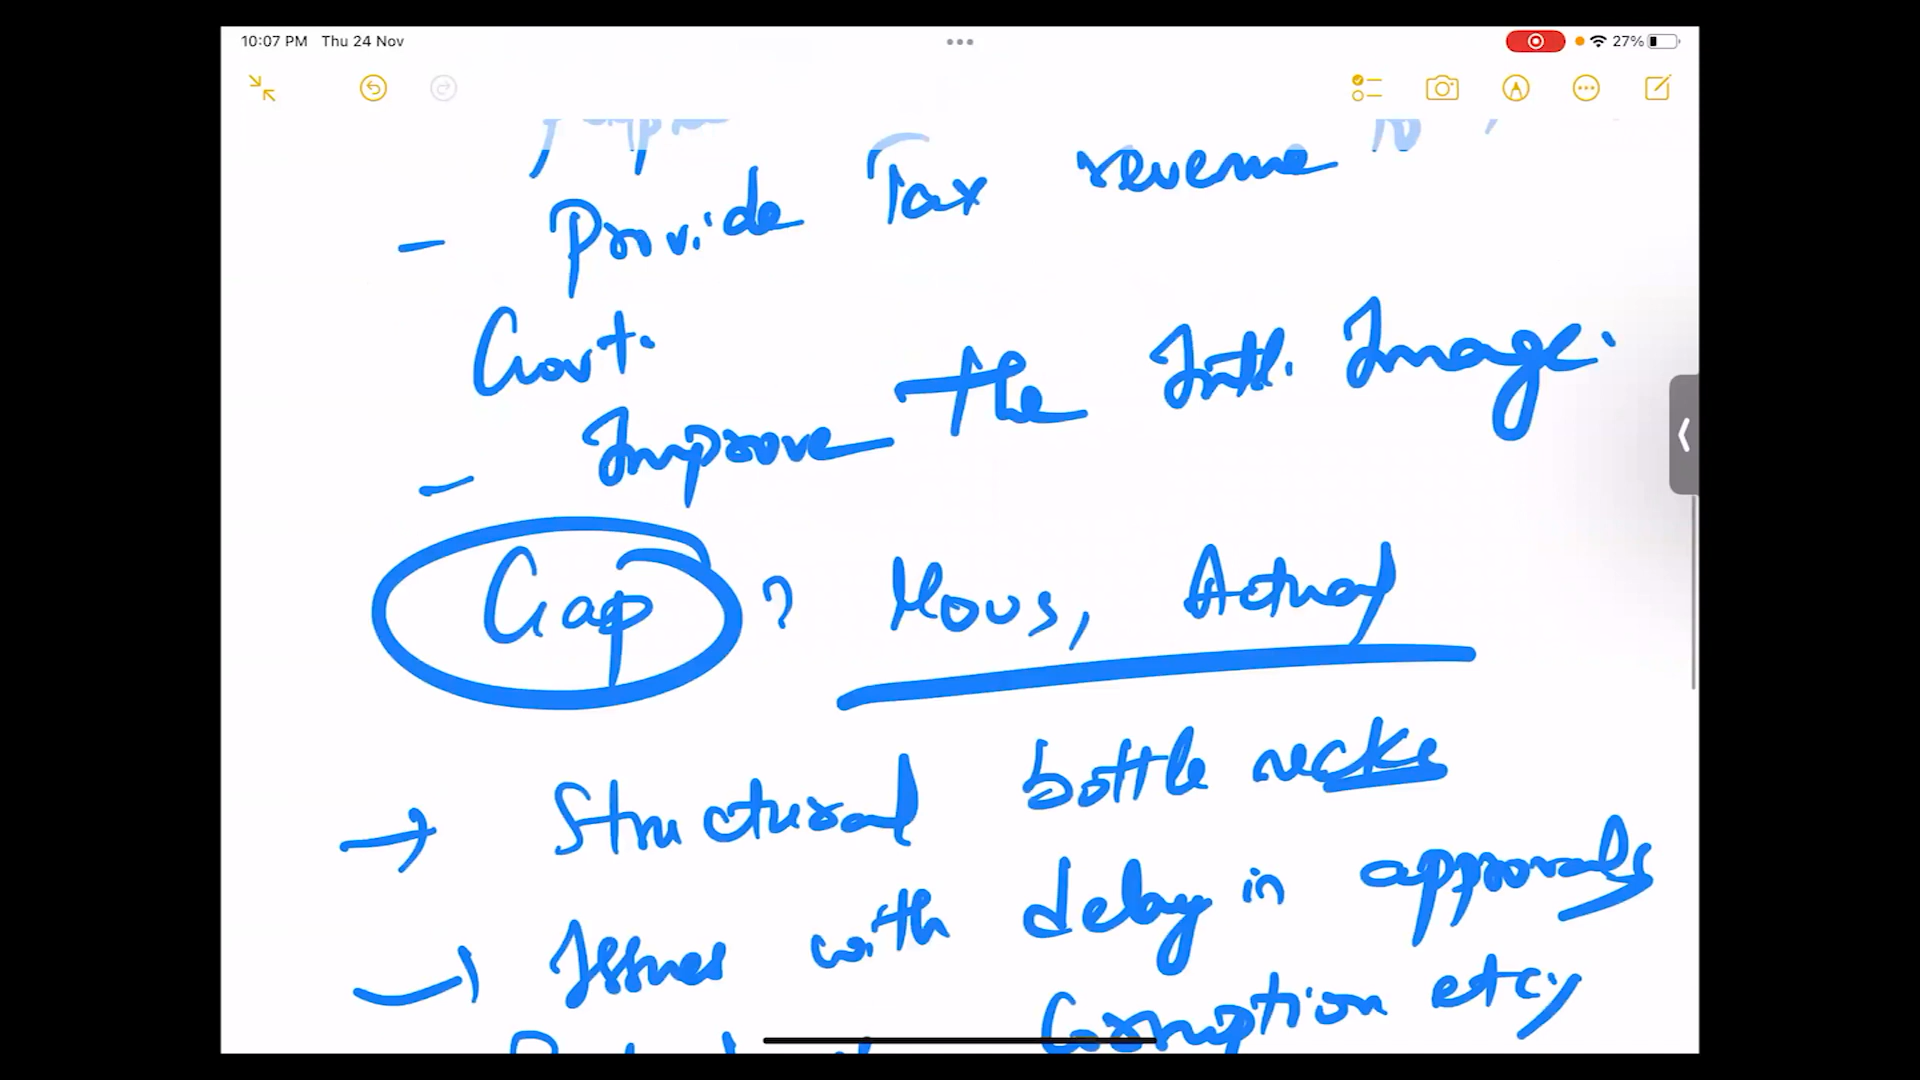 10:07 PM Thu 24 Nov
27%
- Provide Tax revenue to
Govt.
- Improve the Intl. Image.
Gap ? Mous, Actual
→ Structural bottle necks
→ Issues with delay in approvals
Corruption etc,